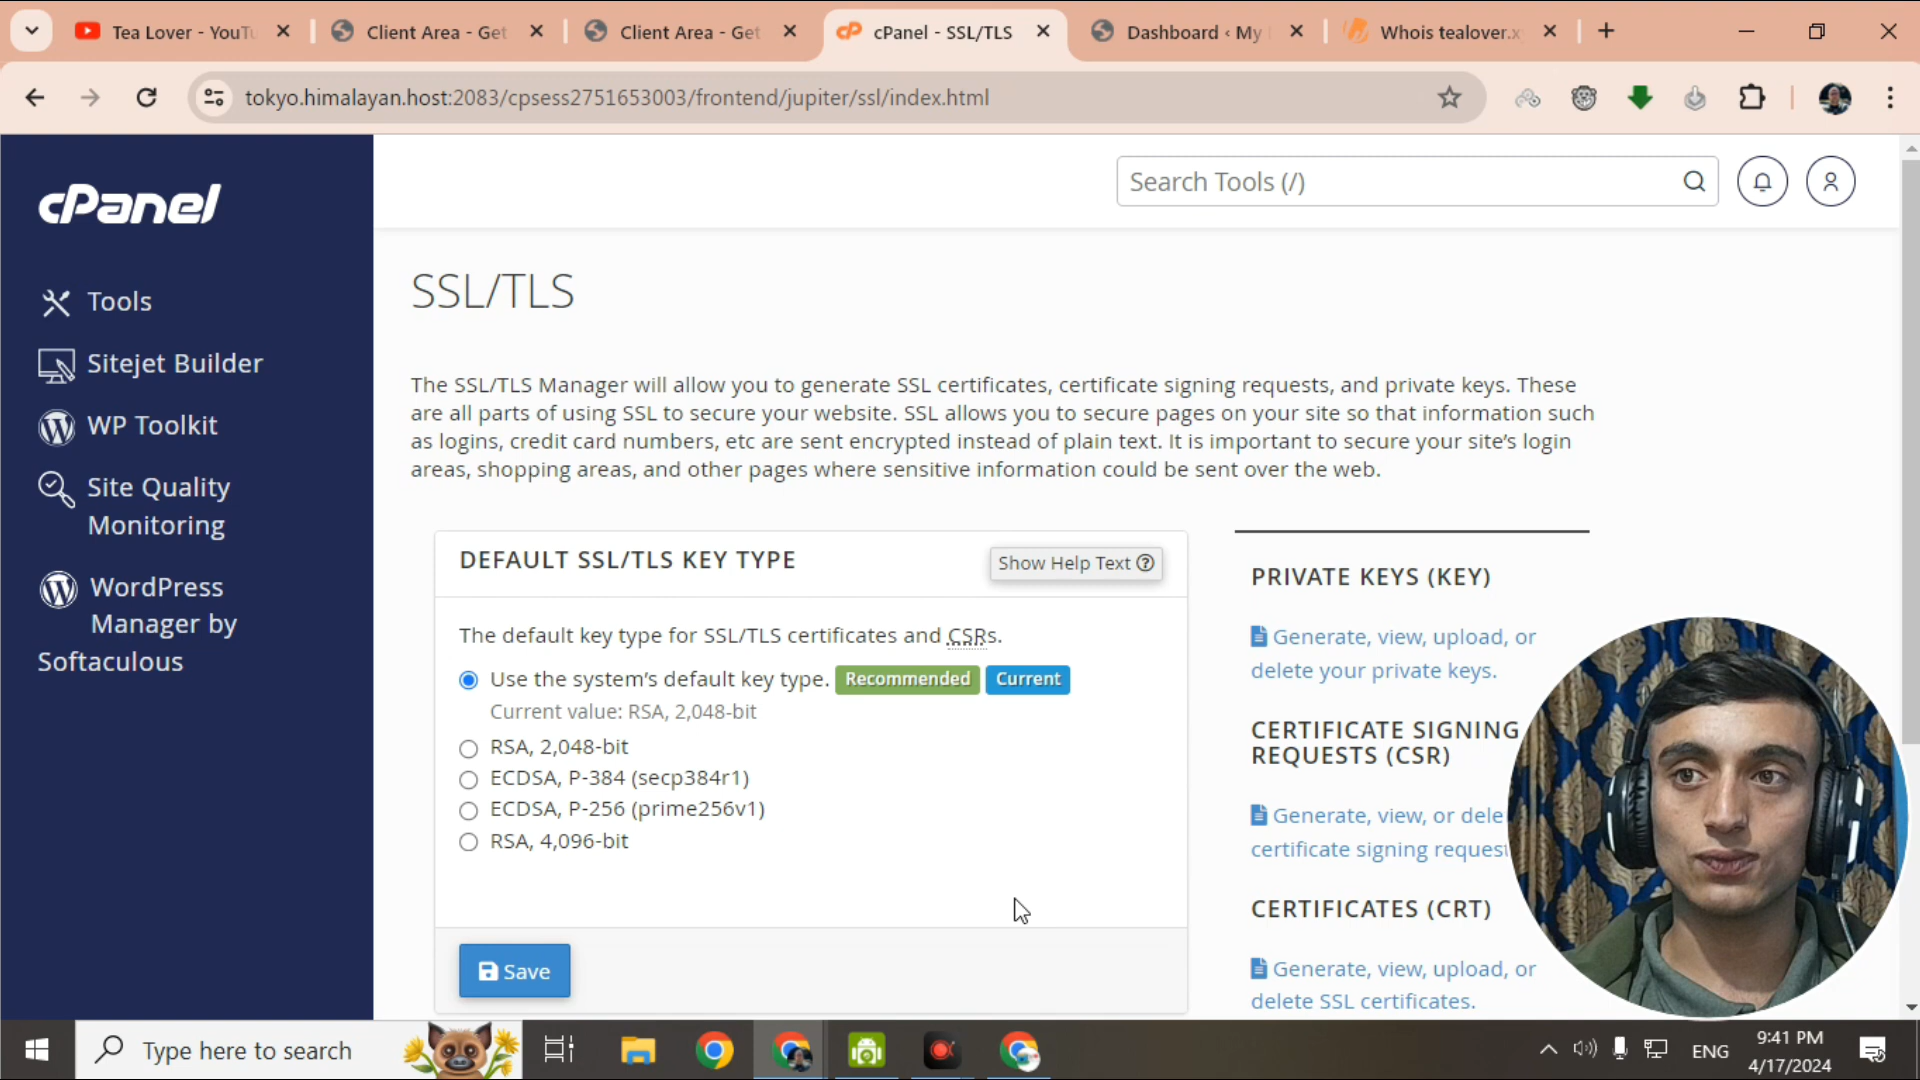 Tea Lover - YouTu
Client Area - Get
Client Area - Get
cPanel - SSL/TLS
Dashboard ‹ My
Whois tealover.x
tokyo.himalayan.host:2083/cpsess2751653003/frontend/jupiter/ssl/index.html
cPanel
Search Tools (/)
Tools
Sitejet Builder
WP Toolkit
Site Quality
Monitoring
WordPress
Manager by
Softaculous
SSL/TLS
The SSL/TLS Manager will allow you to generate SSL certificates, certificate signing requests, and private keys. These
are all parts of using SSL to secure your website. SSL allows you to secure pages on your site so that information such
as logins, credit card numbers, etc are sent encrypted instead of plain text. It is important to secure your site’s login
areas, shopping areas, and other pages where sensitive information could be sent over the web.
DEFAULT SSL/TLS KEY TYPE
Show Help Text
The default key type for SSL/TLS certificates and CSRs.
Use the system’s default key type. Recommended Current
Current value: RSA, 2,048-bit
RSA, 2,048-bit
ECDSA, P-384 (secp384r1)
ECDSA, P-256 (prime256v1)
RSA, 4,096-bit
Save
PRIVATE KEYS (KEY)
Generate, view, upload, or
delete your private keys.
CERTIFICATE SIGNING
REQUESTS (CSR)
Generate, view, or dele
certificate signing request
CERTIFICATES (CRT)
Generate, view, upload, or
delete SSL certificates.
Type here to search
ENG
9:41 PM
4/17/2024